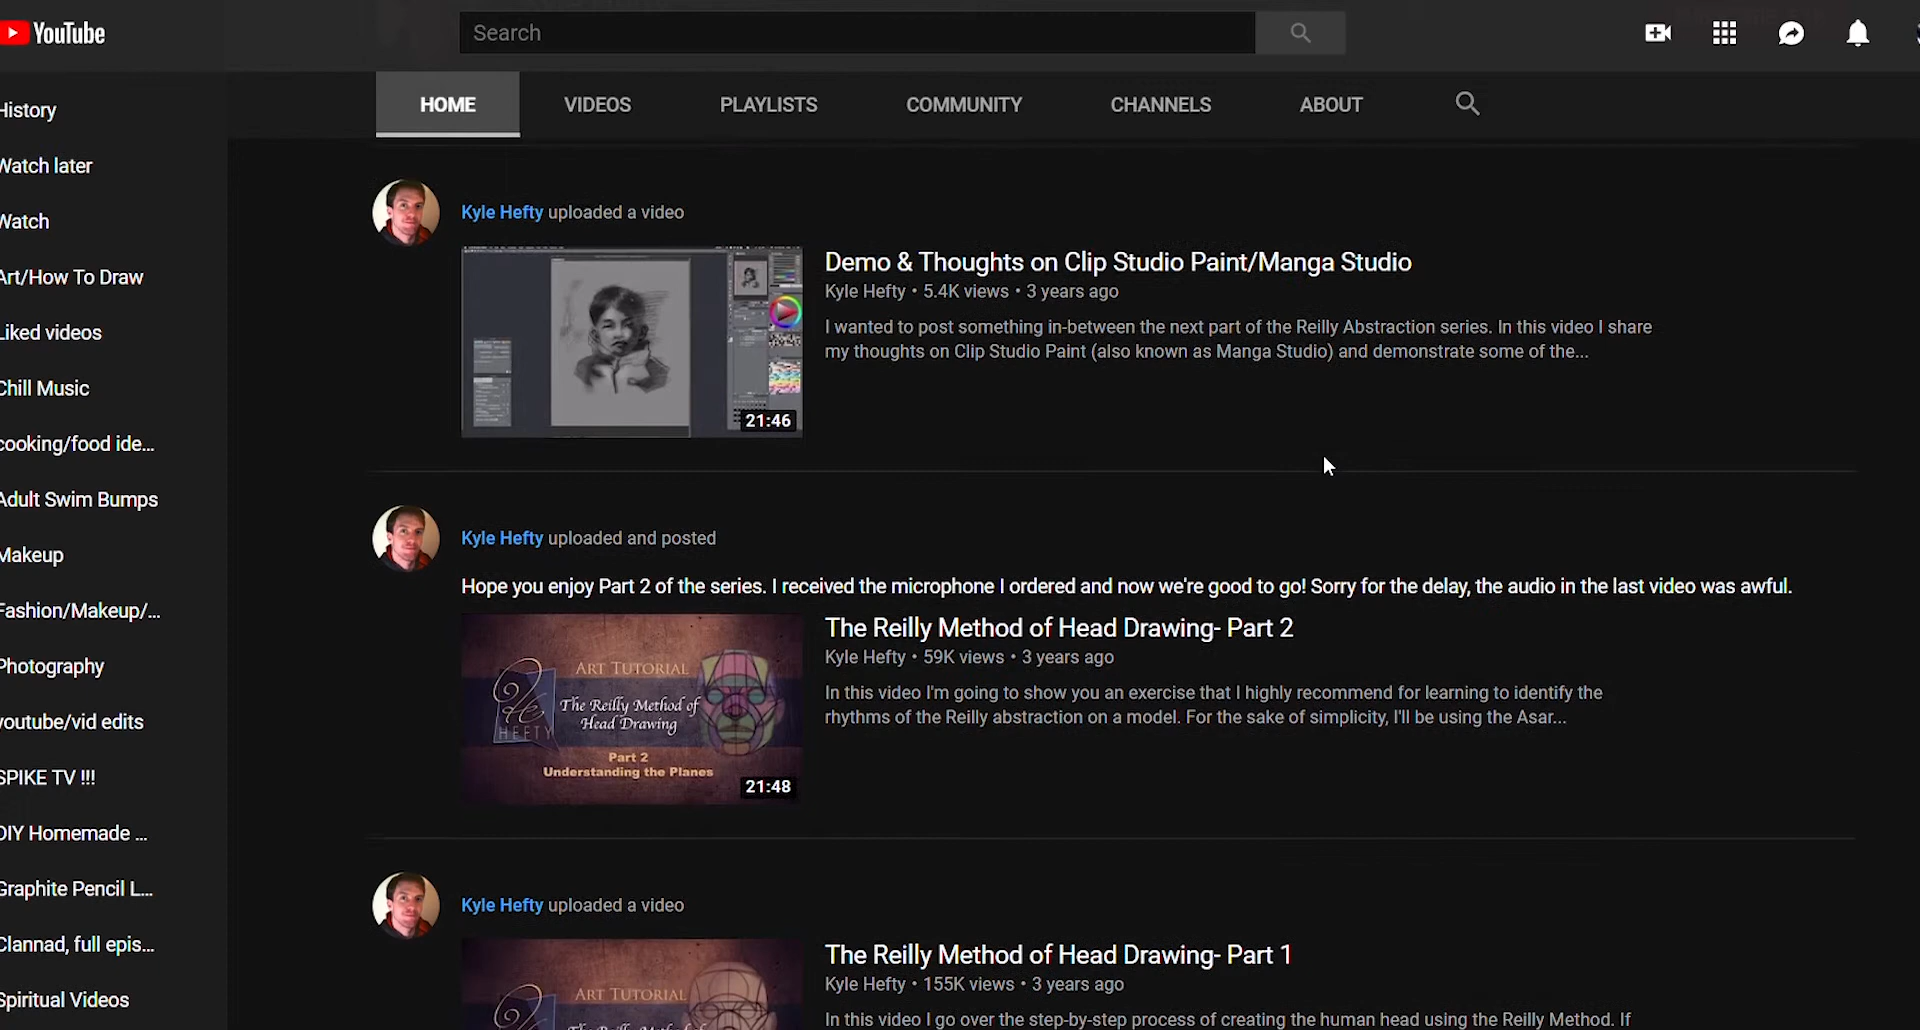 YouTube
Search
HOME VIDEOS PLAYLISTS COMMUNITY CHANNELS ABOUT
History
Watch later
Watch
Art/How To Draw
Liked videos
Chill Music
cooking/food ide...
Adult Swim Bumps
Makeup
Fashion/Makeup/...
Photography
youtube/vid edits
SPIKE TV !!!
DIY Homemade ...
Graphite Pencil L...
Clannad, full epis...
Spiritual Videos
Kyle Hefty uploaded a video
21:46
Demo & Thoughts on Clip Studio Paint/Manga Studio
Kyle Hefty • 5.4K views • 3 years ago
I wanted to post something in-between the next part of the Reilly Abstraction series. In this video I share
my thoughts on Clip Studio Paint (also known as Manga Studio) and demonstrate some of the...
Kyle Hefty uploaded and posted
Hope you enjoy Part 2 of the series. I received the microphone I ordered and now we're good to go! Sorry for the delay, the audio in the last video was awful.
ART TUTORIAL
The Reilly Method of
Head Drawing
HEFTY
Part 2
Understanding the Planes
21:48
The Reilly Method of Head Drawing- Part 2
Kyle Hefty • 59K views • 3 years ago
In this video I'm going to show you an exercise that I highly recommend for learning to identify the
rhythms of the Reilly abstraction on a model. For the sake of simplicity, I'll be using the Asar...
Kyle Hefty uploaded a video
ART TUTORIAL
The Reilly Method of
The Reilly Method of Head Drawing- Part 1
Kyle Hefty • 155K views • 3 years ago
In this video I go over the step-by-step process of creating the human head using the Reilly Method. If